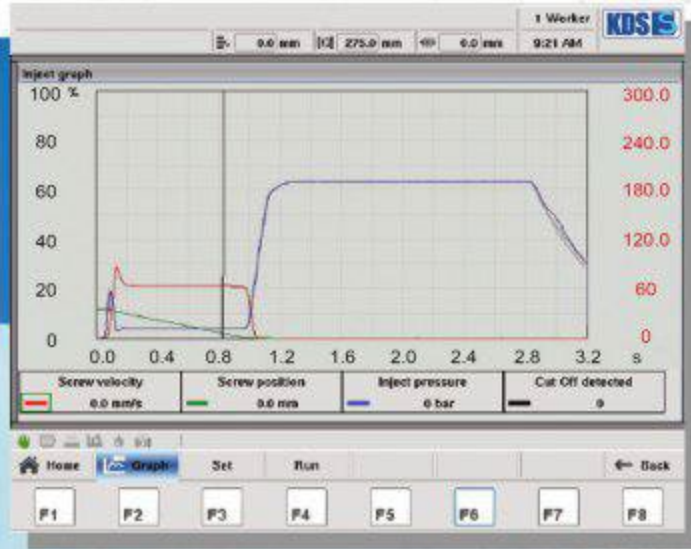 1 Worker
KDS
0.0 mm 275.0 mm 0.0 mm 9:21 AM
Inject graph
100 % 300.0
80 240.0
60 180.0
40 120.0
20 60
0 0
0.0 0.4 0.8 1.2 1.6 2.0 2.4 2.8 3.2 s
Screw velocity Screw position Inject pressure Cut Off detected
0.0 mm/s 0.0 mm 0 bar 0
Home Graph Set Run Back
F1 F2 F3 F4 F5 F6 F7 F8